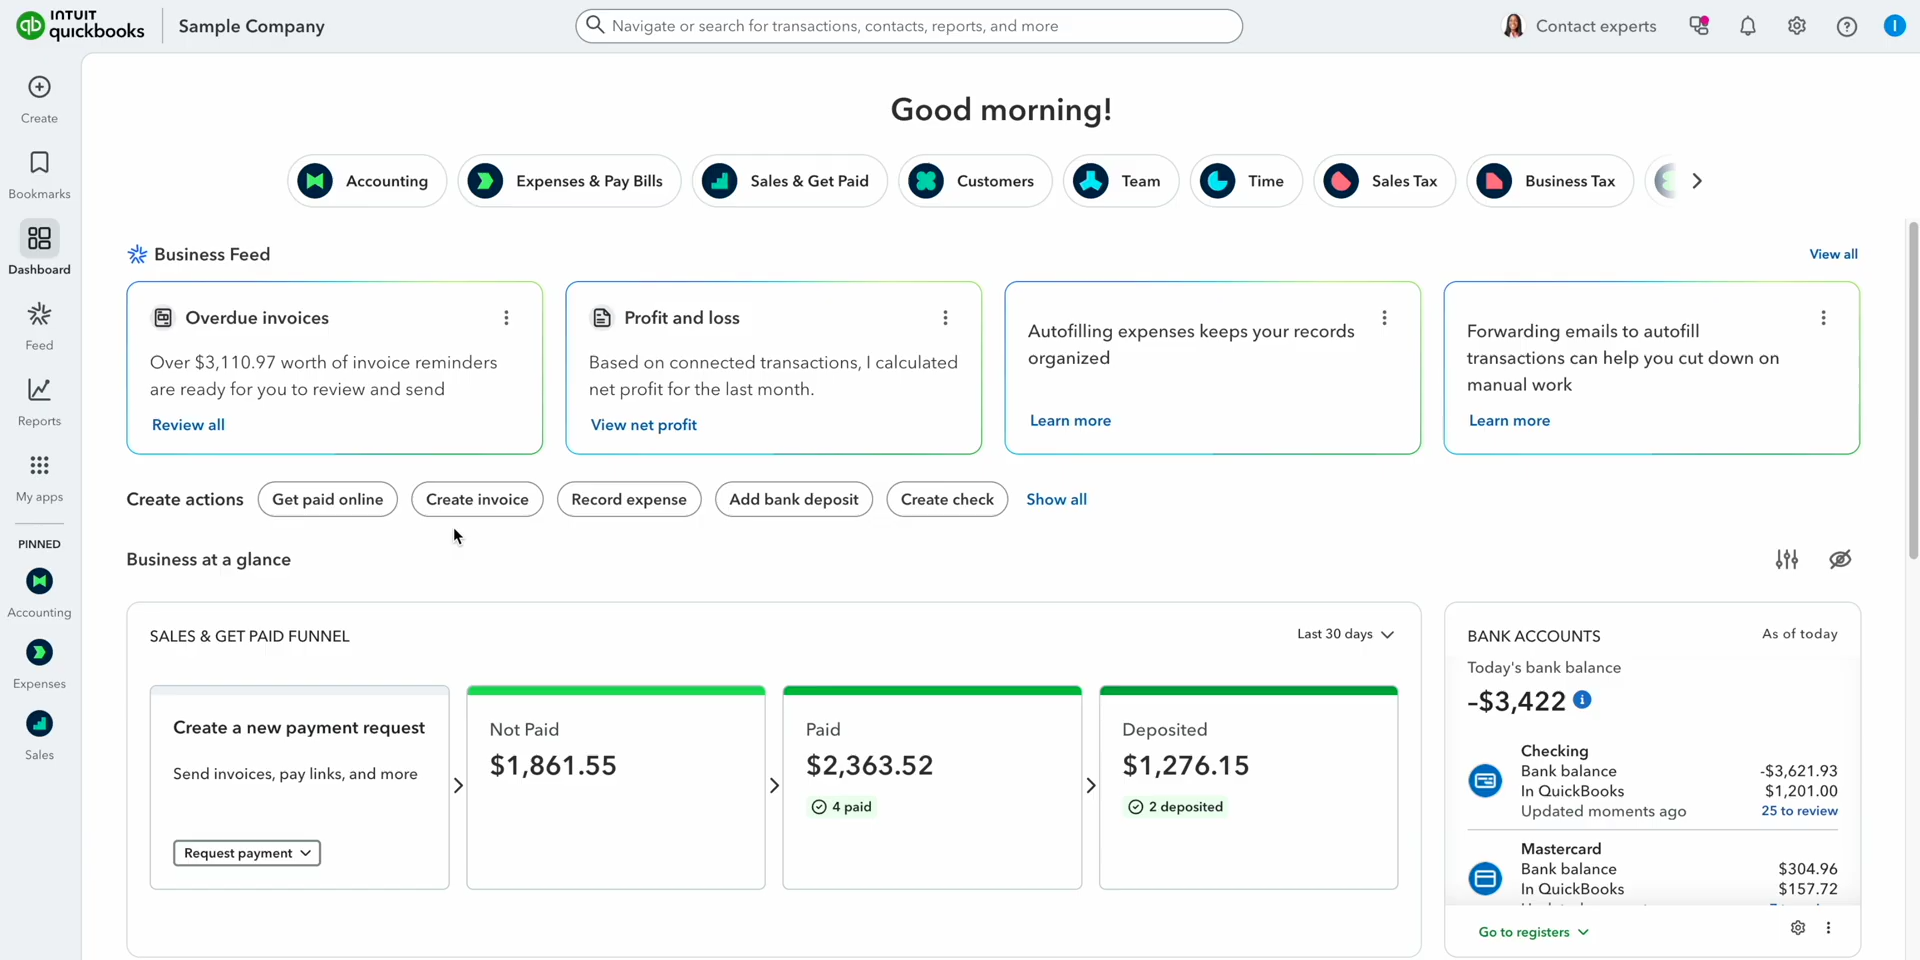 INTUIT
quickbooks
Sample Company
Navigate or search for transactions, contacts, reports, and more
Contact experts
I
Create
Bookmarks
Dashboard
Feed
Reports
My apps
PINNED
Accounting
Expenses
Sales
Good morning!
Accounting
Expenses & Pay Bills
Sales & Get Paid
Customers
Team
Time
Sales Tax
Business Tax
Business Feed
View all
Overdue invoices
Over $3,110.97 worth of invoice reminders
are ready for you to review and send
Review all
Profit and loss
Based on connected transactions, I calculated
net profit for the last month.
View net profit
Autofilling expenses keeps your records
organized
Learn more
Forwarding emails to autofill
transactions can help you cut down on
manual work
Learn more
Create actions
Get paid online
Create invoice
Record expense
Add bank deposit
Create check
Show all
Business at a glance
SALES & GET PAID FUNNEL
Last 30 days
Create a new payment request
Send invoices, pay links, and more
Request payment
Not Paid
$1,861.55
Paid
$2,363.52
4 paid
Deposited
$1,276.15
2 deposited
BANK ACCOUNTS
As of today
Today's bank balance
-$3,422
Checking
Bank balance -$3,621.93
In QuickBooks $1,201.00
Updated moments ago 25 to review
Mastercard
Bank balance $304.96
In QuickBooks $157.72
Go to registers